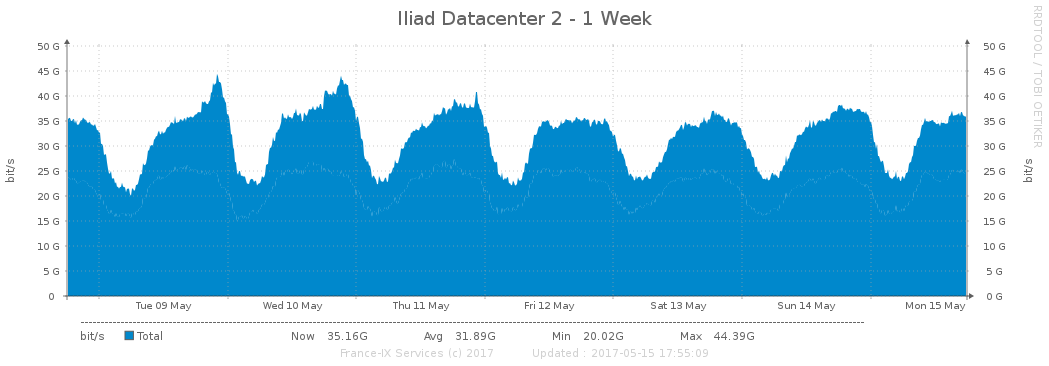 Iliad Datacenter 2 - 1 Week
RRDTOOL / TOBI OETIKER
50 G 50 G
45 G 45 G
40 G 40 G
35 G 35 G
30 G 30 G
25 G 25 G
20 G 20 G
15 G 15 G
10 G 10 G
5 G 5 G
0 0 G
bit/s bit/s
Tue 09 May Wed 10 May Thu 11 May Fri 12 May Sat 13 May Sun 14 May Mon 15 May
bit/s Total Now 35.16G Avg 31.89G Min 20.02G Max 44.39G
France-IX Services (c) 2017 Updated : 2017-05-15 17:55:09